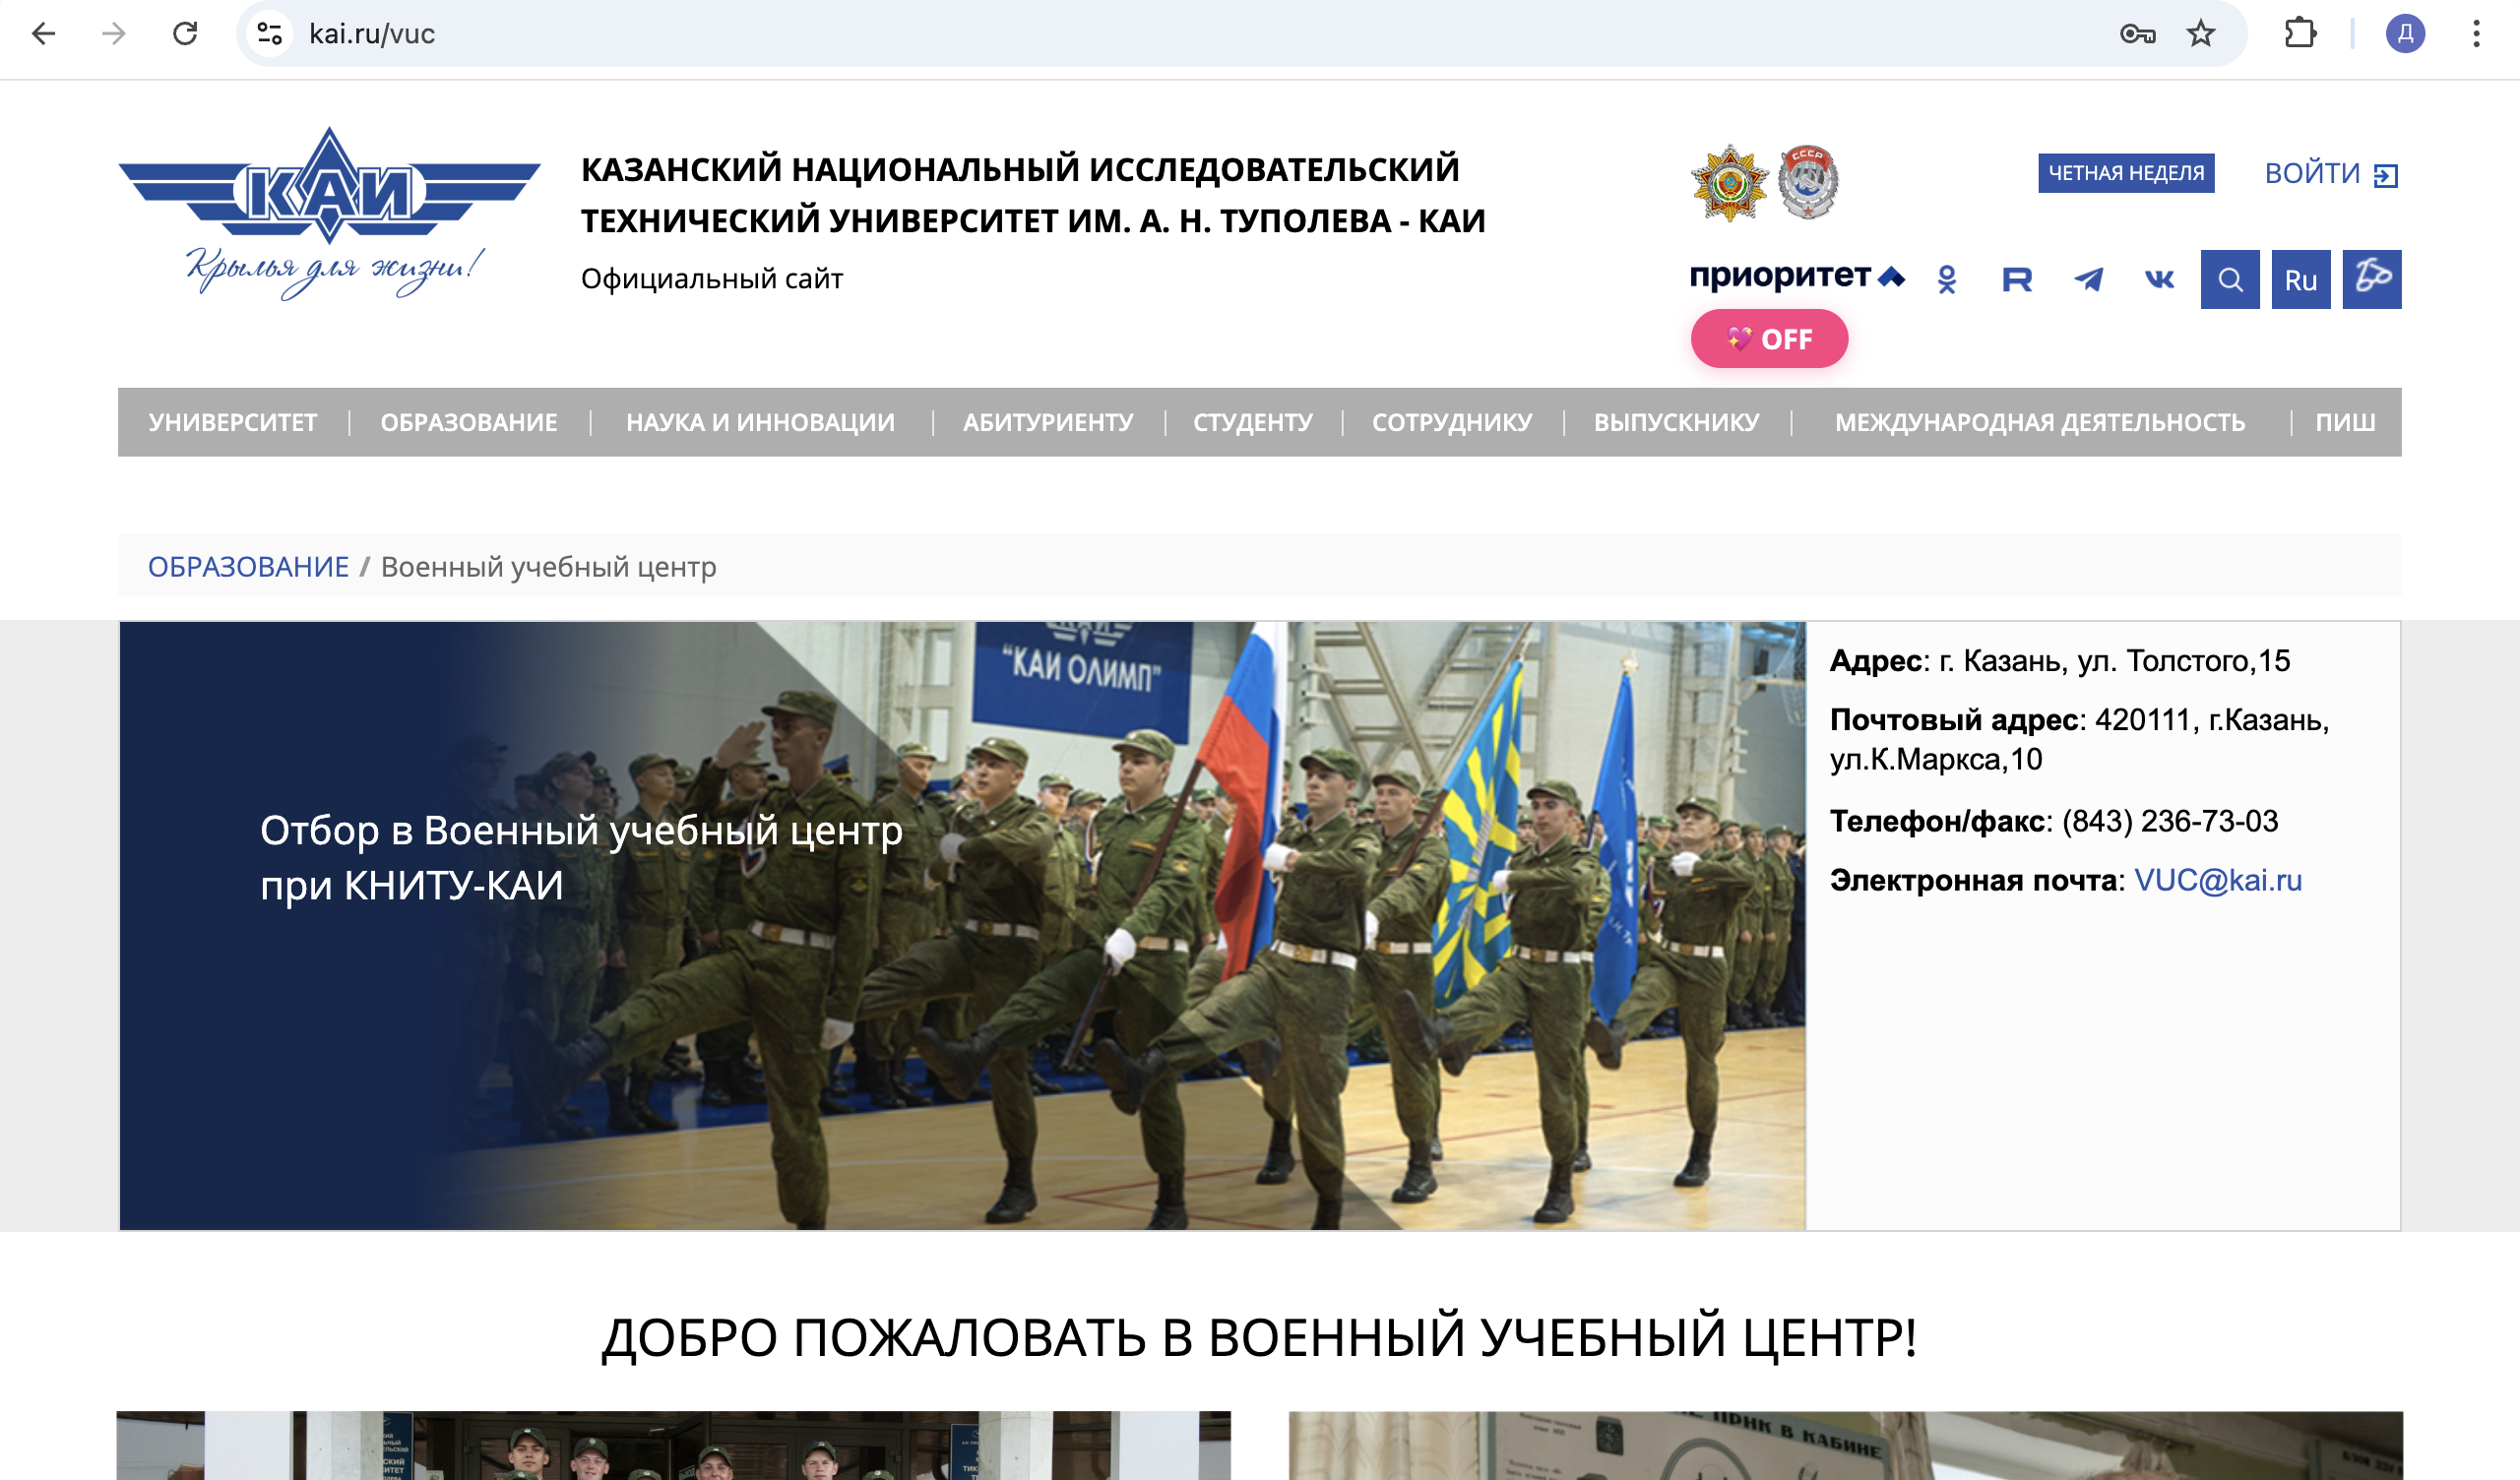 kai.ru/vuc
Д
КАИ
Крылья для жизни!
КАЗАНСКИЙ НАЦИОНАЛЬНЫЙ ИССЛЕДОВАТЕЛЬСКИЙ
ТЕХНИЧЕСКИЙ УНИВЕРСИТЕТ ИМ. А. Н. ТУПОЛЕВА - КАИ
Официальный сайт
СССР
ЧЕТНАЯ НЕДЕЛЯ
ВОЙТИ
приоритет
Ru
💖 OFF
УНИВЕРСИТЕТ ОБРАЗОВАНИЕ НАУКА И ИННОВАЦИИ АБИТУРИЕНТУ СТУДЕНТУ СОТРУДНИКУ ВЫПУСКНИКУ МЕЖДУНАРОДНАЯ ДЕЯТЕЛЬНОСТЬ ПИШ
ОБРАЗОВАНИЕ / Военный учебный центр
"КАИ ОЛИМП"
Отбор в Военный учебный центр
при КНИТУ-КАИ
Адрес: г. Казань, ул. Толстого,15
Почтовый адрес: 420111, г.Казань,
ул.К.Маркса,10
Телефон/факс: (843) 236-73-03
Электронная почта: VUC@kai.ru
ДОБРО ПОЖАЛОВАТЬ В ВОЕННЫЙ УЧЕБНЫЙ ЦЕНТР!
В КАБИНЕ